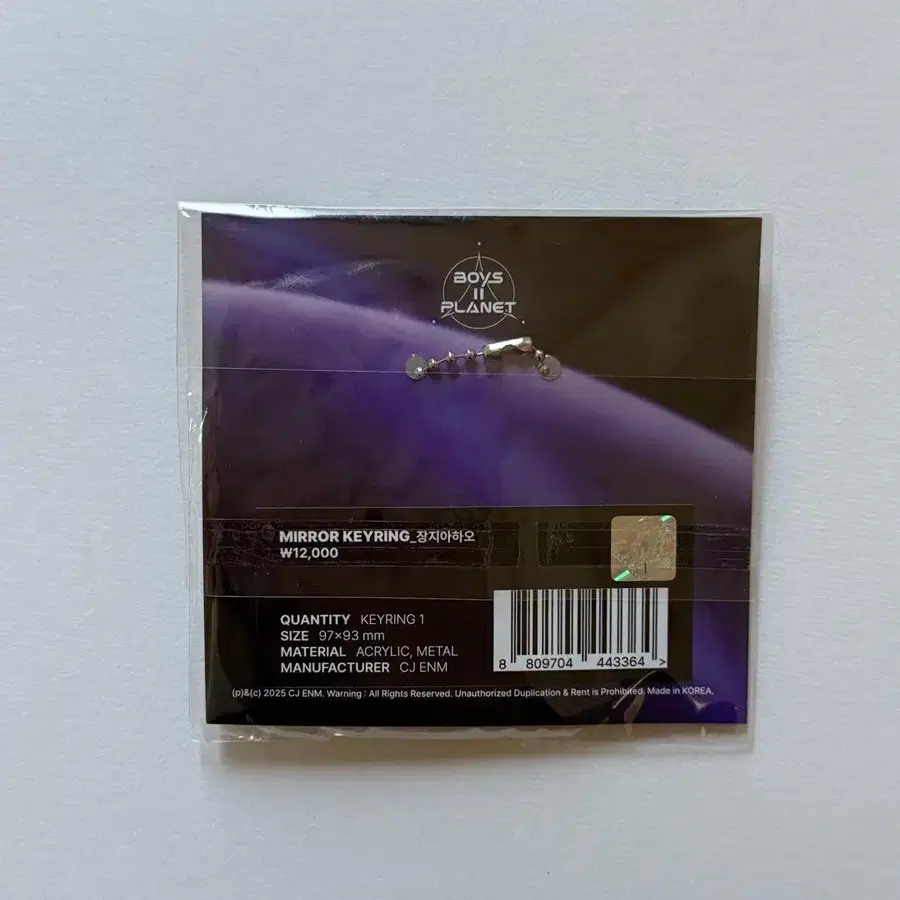 BOYS
II
PLANET
MIRROR KEYRING_장지아하오
₩12,000
QUANTITY KEYRING 1
SIZE 97×93 mm
MATERIAL ACRYLIC, METAL
MANUFACTURER CJ ENM
8 809704 443364 >
(p)&(c) 2025 CJ ENM. Warning : All Rights Reserved. Unauthorized Duplication & Rent is Prohibited. Made in KOREA.